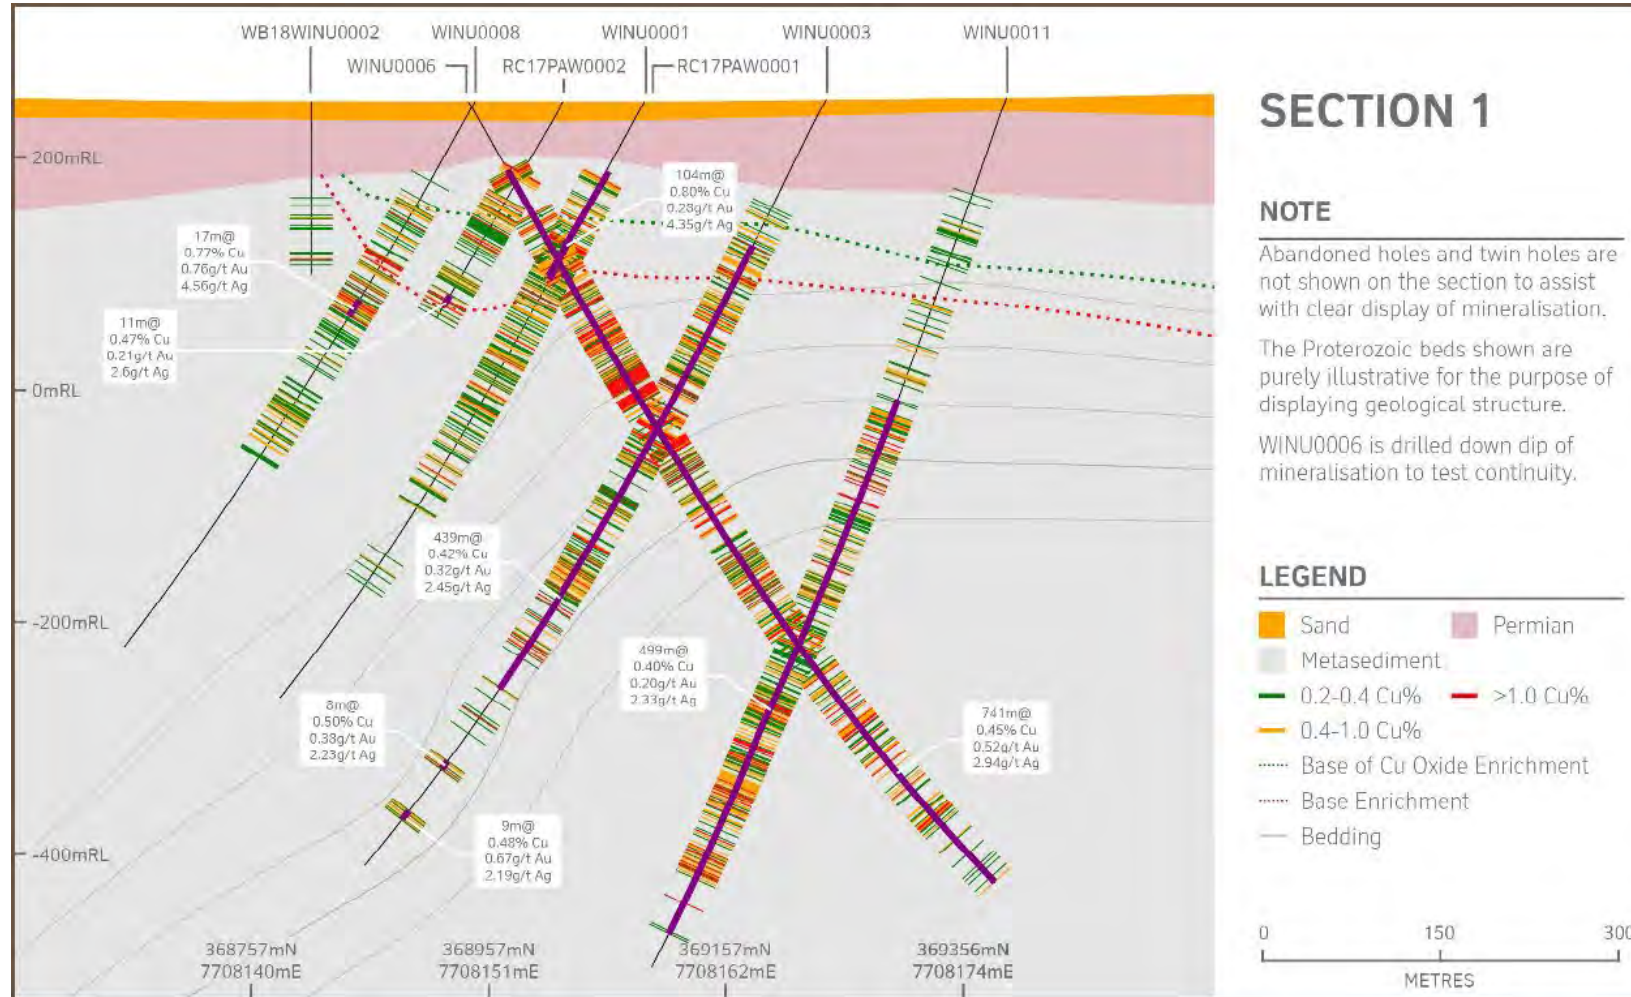 WB18WINU0002
WINU0008
WINU0001
WINU0003
WINU0011
WINU0006
RC17PAW0002
RC17PAW0001
200mRL
0mRL
-200mRL
-400mRL
104m@
0.80% Cu
0.28g/t Au
4.35g/t Ag
17m@
0.77% Cu
0.76g/t Au
4.56g/t Ag
11m@
0.47% Cu
0.21g/t Au
2.6g/t Ag
439m@
0.42% Cu
0.32g/t Au
2.45g/t Ag
499m@
0.40% Cu
0.20g/t Au
2.33g/t Ag
8m@
0.50% Cu
0.38g/t Au
2.23g/t Ag
741m@
0.45% Cu
0.52g/t Au
2.94g/t Ag
9m@
0.48% Cu
0.67g/t Au
2.19g/t Ag
368757mN
7708140mE
368957mN
7708151mE
369157mN
7708162mE
369356mN
7708174mE
SECTION 1
NOTE
Abandoned holes and twin holes are
not shown on the section to assist
with clear display of mineralisation.
The Proterozoic beds shown are
purely illustrative for the purpose of
displaying geological structure.
WINU0006 is drilled down dip of
mineralisation to test continuity.
LEGEND
Sand
Permian
Metasediment
0.2-0.4 Cu%
>1.0 Cu%
0.4-1.0 Cu%
Base of Cu Oxide Enrichment
Base Enrichment
Bedding
0
150
300
METRES